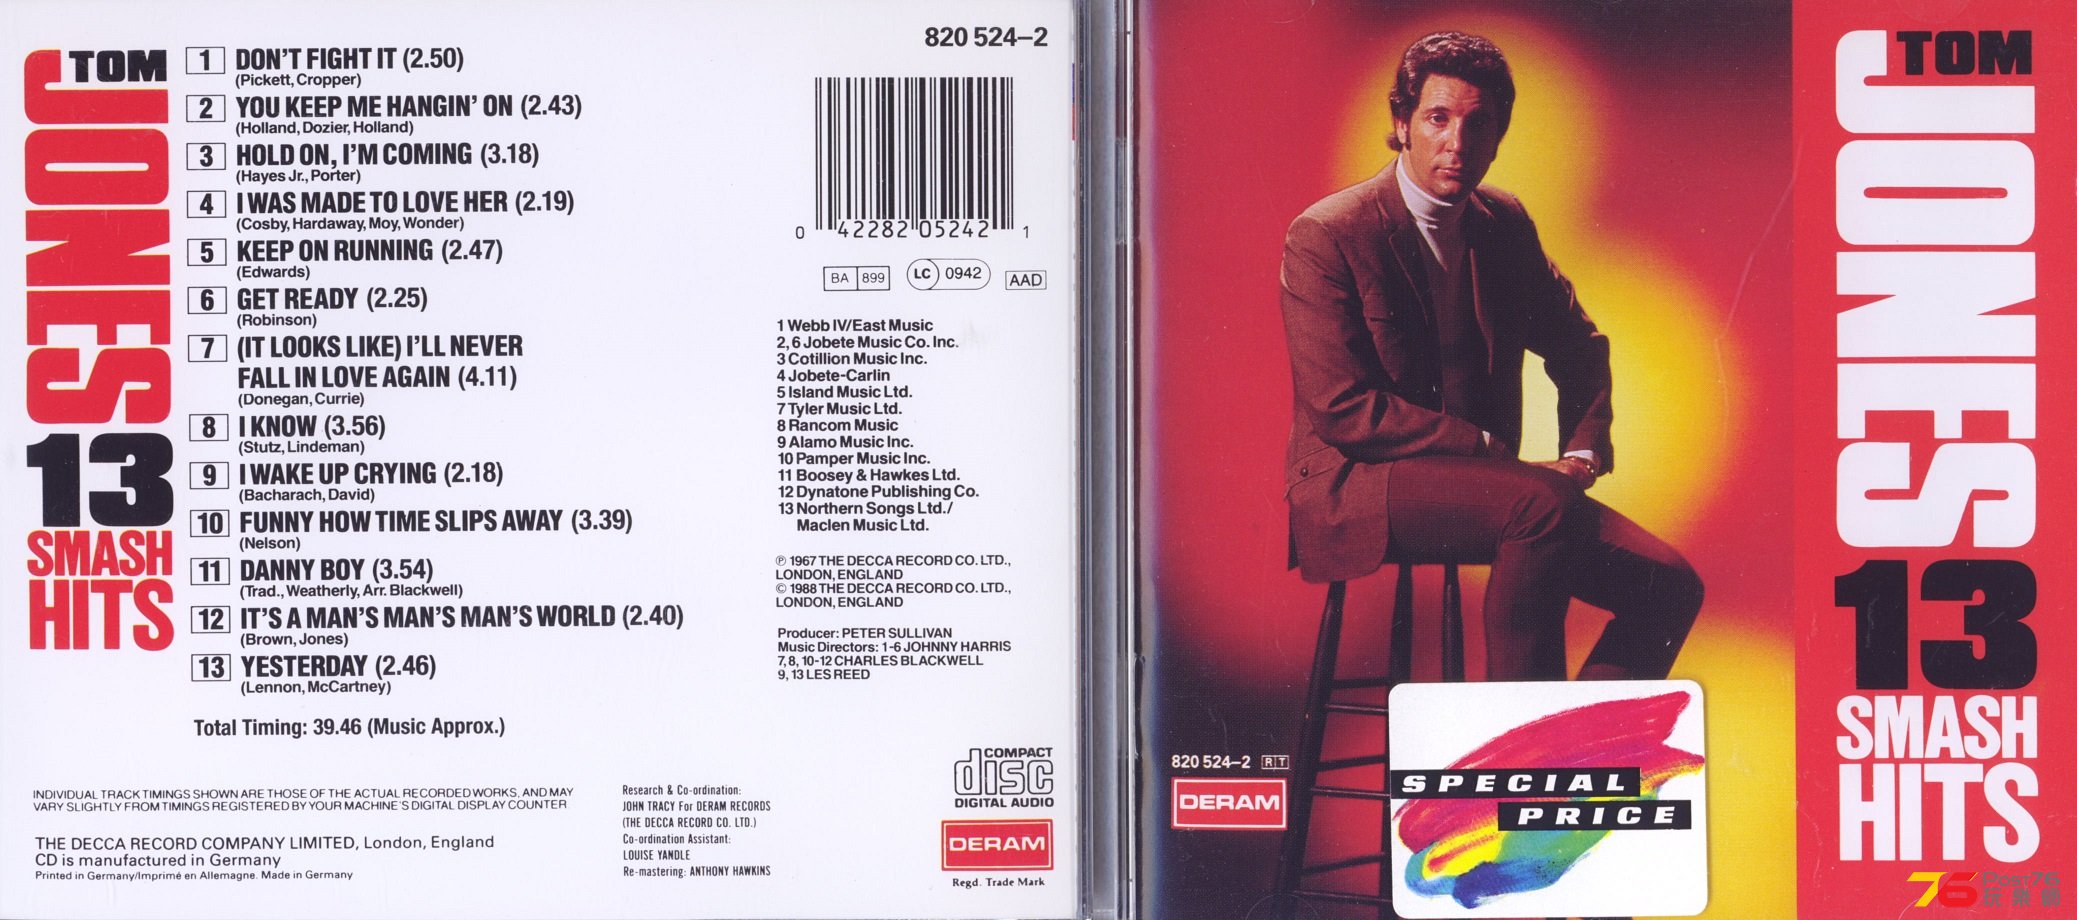 TOM
JONES
13
SMASH
HITS
1 DON'T FIGHT IT (2.50)
(Pickett, Cropper)
2 YOU KEEP ME HANGIN' ON (2.43)
(Holland, Dozier, Holland)
3 HOLD ON, I'M COMING (3.18)
(Hayes Jr., Porter)
4 I WAS MADE TO LOVE HER (2.19)
(Cosby, Hardaway, Moy, Wonder)
5 KEEP ON RUNNING (2.47)
(Edwards)
6 GET READY (2.25)
(Robinson)
7 (IT LOOKS LIKE) I'LL NEVER
FALL IN LOVE AGAIN (4.11)
(Donegan, Currie)
8 I KNOW (3.56)
(Stutz, Lindeman)
9 I WAKE UP CRYING (2.18)
(Bacharach, David)
10 FUNNY HOW TIME SLIPS AWAY (3.39)
(Nelson)
11 DANNY BOY (3.54)
(Trad., Weatherly, Arr. Blackwell)
12 IT'S A MAN'S MAN'S MAN'S WORLD (2.40)
(Brown, Jones)
13 YESTERDAY (2.46)
(Lennon, McCartney)
Total Timing: 39.46 (Music Approx.)
INDIVIDUAL TRACK TIMINGS SHOWN ARE THOSE OF THE ACTUAL RECORDED WORKS, AND MAY
VARY SLIGHTLY FROM TIMINGS REGISTERED BY YOUR MACHINE'S DIGITAL DISPLAY COUNTER.
THE DECCA RECORD COMPANY LIMITED, London, England
CD is manufactured in Germany
Printed in Germany/Imprimé en Allemagne. Made in Germany
Research & Co-ordination:
JOHN TRACY For DERAM RECORDS
(THE DECCA RECORD CO. LTD.)
Co-ordination Assistant:
LOUISE YANDLE
Re-mastering: ANTHONY HAWKINS
820 524-2
0 42282 05242 1
BA 899 LC 0942 AAD
1 Webb IV/East Music
2, 6 Jobete Music Co. Inc.
3 Cotillion Music Inc.
4 Jobete-Carlin
5 Island Music Ltd.
7 Tyler Music Ltd.
8 Rancom Music
9 Alamo Music Inc.
10 Pamper Music Inc.
11 Boosey & Hawkes Ltd.
12 Dynatone Publishing Co.
13 Northern Songs Ltd./
Maclen Music Ltd.
℗ 1967 THE DECCA RECORD CO. LTD.,
LONDON, ENGLAND
© 1988 THE DECCA RECORD CO. LTD.,
LONDON, ENGLAND
Producer: PETER SULLIVAN
Music Directors: 1-6 JOHNNY HARRIS
7, 8, 10-12 CHARLES BLACKWELL
9, 13 LES REED
COMPACT
disc
DIGITAL AUDIO
DERAM
Regd. Trade Mark
820 524-2 RT
DERAM
SPECIAL
PRICE
TOM
JONES
13
SMASH
HITS
76 POST76
玩樂網